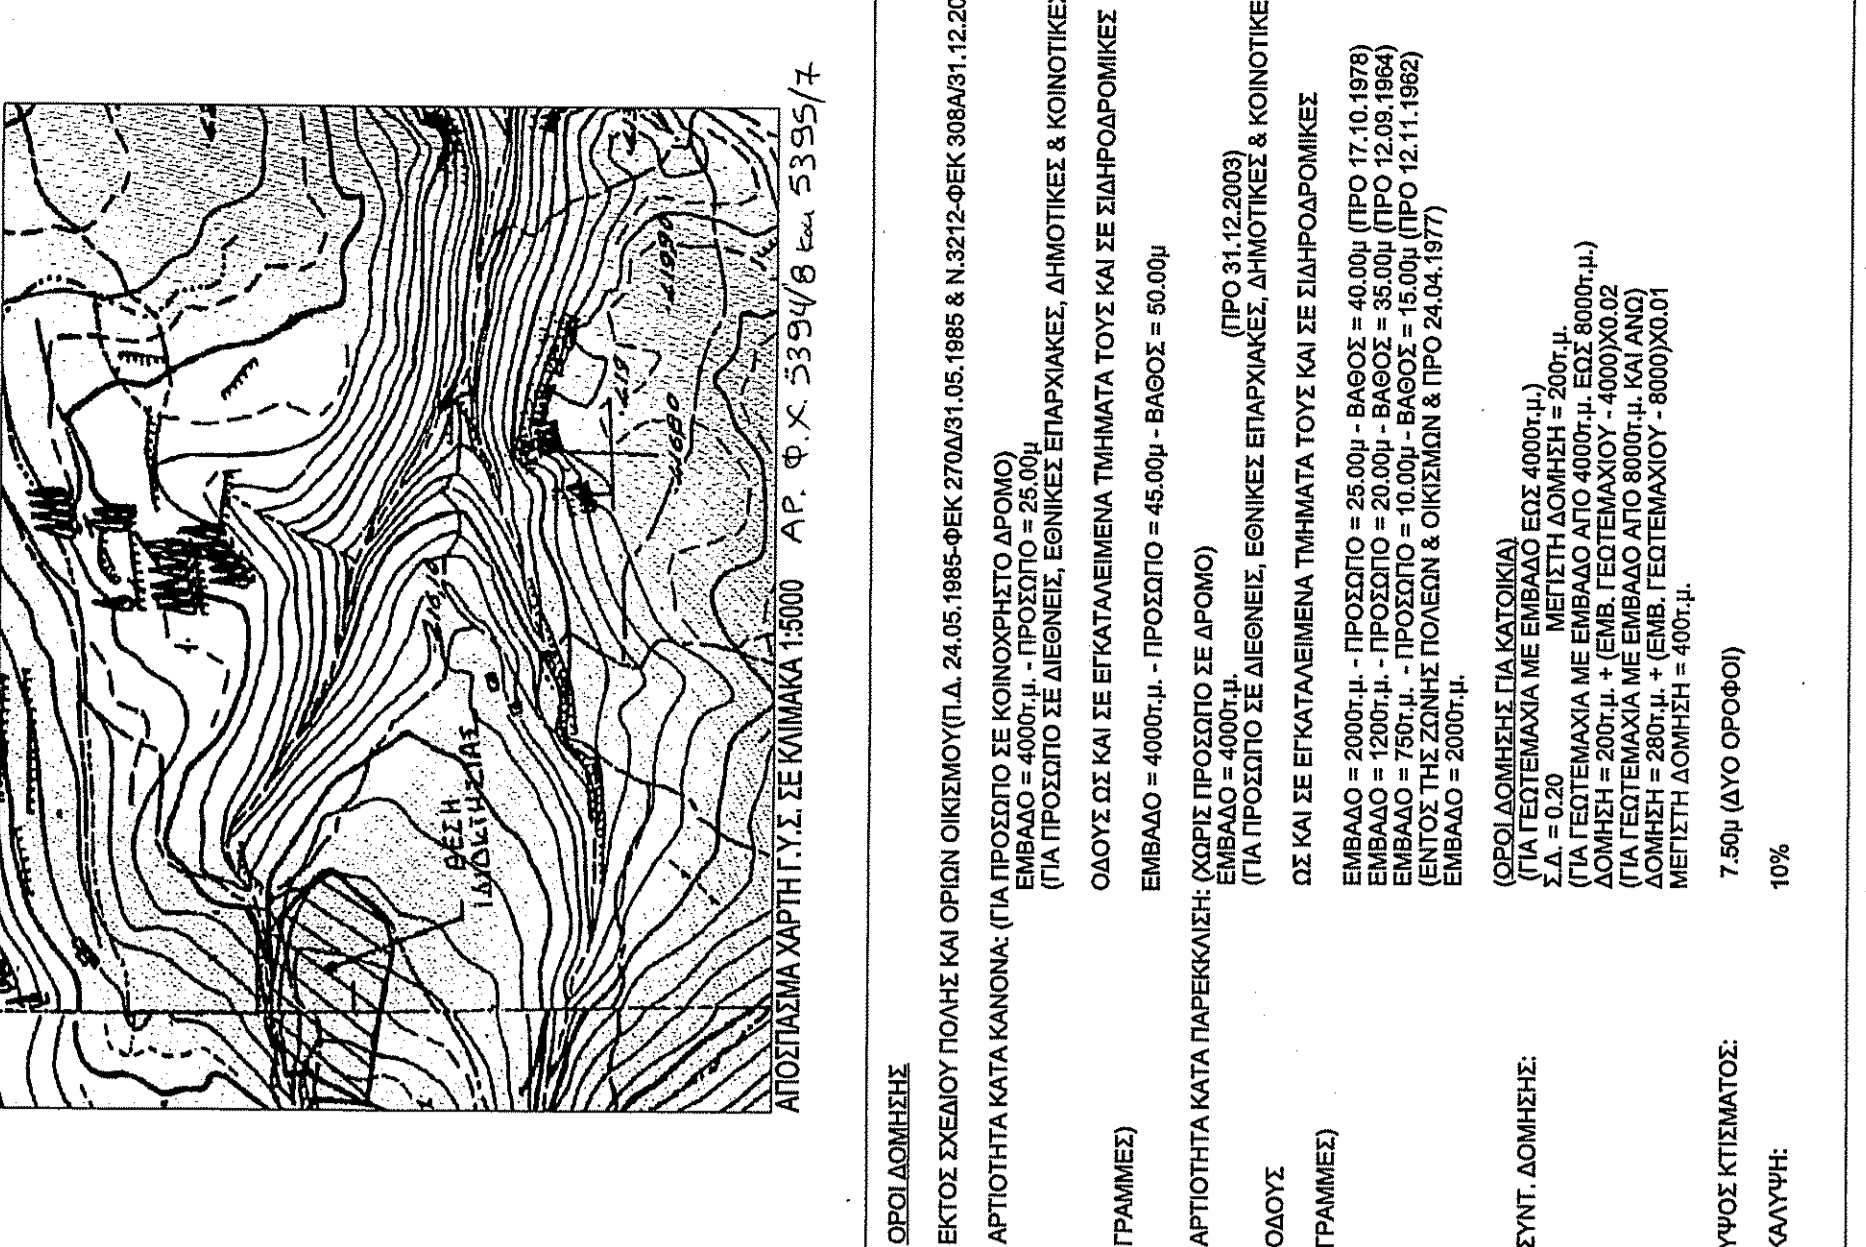 ΘΕΣΗ
ΙΔΙΟΚΤΗΣΙΑΣ
ΑΠΟΣΠΑΣΜΑ ΧΑΡΤΗ Γ.Υ.Σ. ΣΕ ΚΛΙΜΑΚΑ 1:5000 ΑΡ. Φ.Χ. 5394/8 και 5395/7
ΟΡΟΙ ΔΟΜΗΣΗΣ
ΕΚΤΟΣ ΣΧΕΔΙΟΥ ΠΟΛΗΣ ΚΑΙ ΟΡΙΩΝ ΟΙΚΙΣΜΟΥ(Π.Δ. 24.05.1985-ΦΕΚ 270Δ/31.05.1985 & Ν.3212-ΦΕΚ 308Α/31.12.20
ΑΡΤΙΟΤΗΤΑ ΚΑΤΑ ΚΑΝΟΝΑ: (ΓΙΑ ΠΡΟΣΩΠΟ ΣΕ ΚΟΙΝΟΧΡΗΣΤΟ ΔΡΟΜΟ)
ΕΜΒΑΔΟ = 4000τ.μ. - ΠΡΟΣΩΠΟ = 25.00μ
(ΓΙΑ ΠΡΟΣΩΠΟ ΣΕ ΔΙΕΘΝΕΙΣ, ΕΘΝΙΚΕΣ ΕΠΑΡΧΙΑΚΕΣ, ΔΗΜΟΤΙΚΕΣ & ΚΟΙΝΟΤΙΚΕΣ
ΟΔΟΥΣ ΩΣ ΚΑΙ ΣΕ ΕΓΚΑΤΑΛΕΙΜΕΝΑ ΤΜΗΜΑΤΑ ΤΟΥΣ ΚΑΙ ΣΕ ΣΙΔΗΡΟΔΡΟΜΙΚΕΣ
ΓΡΑΜΜΕΣ)
ΕΜΒΑΔΟ = 4000τ.μ. - ΠΡΟΣΩΠΟ = 45.00μ - ΒΑΘΟΣ = 50.00μ
ΑΡΤΙΟΤΗΤΑ ΚΑΤΑ ΠΑΡΕΚΚΛΙΣΗ: (ΧΩΡΙΣ ΠΡΟΣΩΠΟ ΣΕ ΔΡΟΜΟ)
ΕΜΒΑΔΟ = 4000τ.μ. (ΠΡΟ 31.12.2003)
(ΓΙΑ ΠΡΟΣΩΠΟ ΣΕ ΔΙΕΘΝΕΙΣ, ΕΘΝΙΚΕΣ ΕΠΑΡΧΙΑΚΕΣ, ΔΗΜΟΤΙΚΕΣ & ΚΟΙΝΟΤΙΚΕ
ΟΔΟΥΣ
ΩΣ ΚΑΙ ΣΕ ΕΓΚΑΤΑΛΕΙΜΕΝΑ ΤΜΗΜΑΤΑ ΤΟΥΣ ΚΑΙ ΣΕ ΣΙΔΗΡΟΔΡΟΜΙΚΕΣ
ΓΡΑΜΜΕΣ)
ΕΜΒΑΔΟ = 2000τ.μ. - ΠΡΟΣΩΠΟ = 25.00μ - ΒΑΘΟΣ = 40.00μ (ΠΡΟ 17.10.1978)
ΕΜΒΑΔΟ = 1200τ.μ. - ΠΡΟΣΩΠΟ = 20.00μ - ΒΑΘΟΣ = 35.00μ (ΠΡΟ 12.09.1964)
ΕΜΒΑΔΟ = 750τ.μ. - ΠΡΟΣΩΠΟ = 10.00μ - ΒΑΘΟΣ = 15.00μ (ΠΡΟ 12.11.1962)
(ΕΝΤΟΣ ΤΗΣ ΖΩΝΗΣ ΠΟΛΕΩΝ & ΟΙΚΙΣΜΩΝ & ΠΡΟ 24.04.1977)
ΕΜΒΑΔΟ = 2000τ.μ.
(ΟΡΟΙ ΔΟΜΗΣΗΣ ΓΙΑ ΚΑΤΟΙΚΙΑ)
ΣΥΝΤ. ΔΟΜΗΣΗΣ: (ΓΙΑ ΓΕΩΤΕΜΑΧΙΑ ΜΕ ΕΜΒΑΔΟ ΕΩΣ 4000τ.μ.)
Σ.Δ. = 0.20 ΜΕΓΙΣΤΗ ΔΟΜΗΣΗ = 200τ.μ.
(ΓΙΑ ΓΕΩΤΕΜΑΧΙΑ ΜΕ ΕΜΒΑΔΟ ΑΠΟ 4000τ.μ. ΕΩΣ 8000τ.μ.)
ΔΟΜΗΣΗ = 200τ.μ. + (ΕΜΒ. ΓΕΩΤΕΜΑΧΙΟΥ - 4000)Χ0.02
(ΓΙΑ ΓΕΩΤΕΜΑΧΙΑ ΜΕ ΕΜΒΑΔΟ ΑΠΟ 8000τ.μ. ΚΑΙ ΑΝΩ)
ΔΟΜΗΣΗ = 280τ.μ. + (ΕΜΒ. ΓΕΩΤΕΜΑΧΙΟΥ - 8000)Χ0.01
ΜΕΓΙΣΤΗ ΔΟΜΗΣΗ = 400τ.μ.
ΥΨΟΣ ΚΤΙΣΜΑΤΟΣ: 7.50μ (ΔΥΟ ΟΡΟΦΟΙ)
ΚΑΛΥΨΗ: 10%